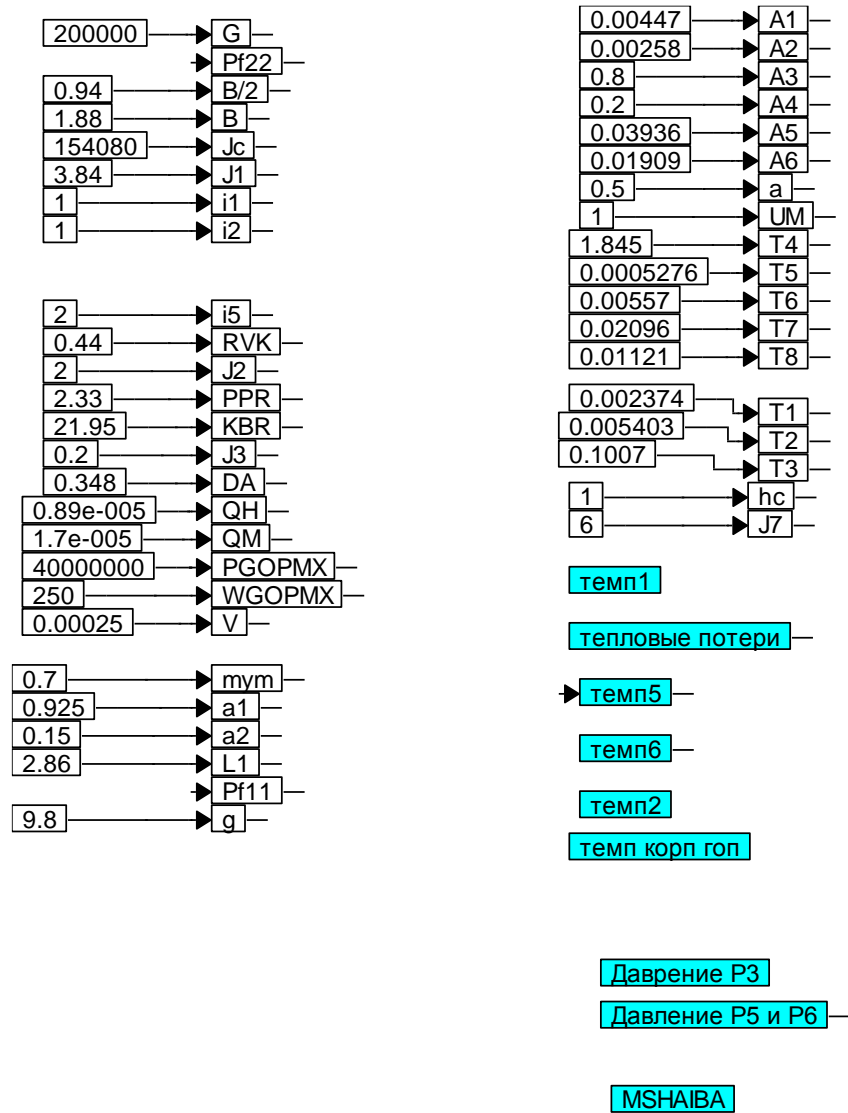 200000 G
Pf22
0.94 B/2
1.88 B
154080 Jc
3.84 J1
1 i1
1 i2
2 i5
0.44 RVK
2 J2
2.33 PPR
21.95 KBR
0.2 J3
0.348 DA
0.89e-005 QH
1.7e-005 QM
40000000 PGOPMX
250 WGOPMX
0.00025 V
0.7 mym
0.925 a1
0.15 a2
2.86 L1
Pf11
9.8 g
0.00447 A1
0.00258 A2
0.8 A3
0.2 A4
0.03936 A5
0.01909 A6
0.5 a
1 UM
1.845 T4
0.0005276 T5
0.00557 T6
0.02096 T7
0.01121 T8
0.002374 T1
0.005403 T2
0.1007 T3
1 hc
6 J7
темп1
тепловые потери
темп5
темп6
темп2
темп корп гоп
Даврение Р3
Давление Р5 и Р6
MSHAIBA